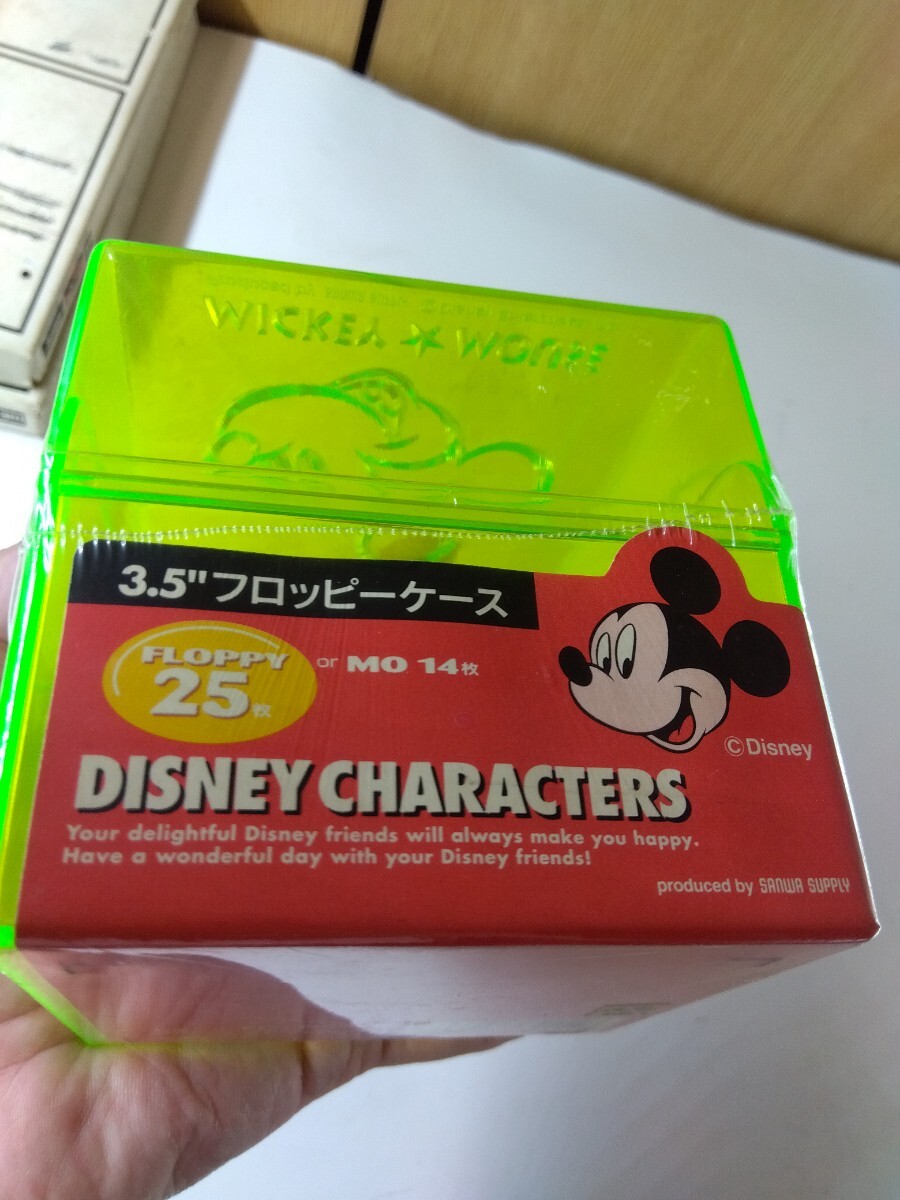 MICKEY ★ MOUSE
3.5"フロッピーケース
FLOPPY
25枚
or MO 14枚
©Disney
DISNEY CHARACTERS
Your delightful Disney friends will always make you happy.
Have a wonderful day with your Disney friends!
produced by SANWA SUPPLY